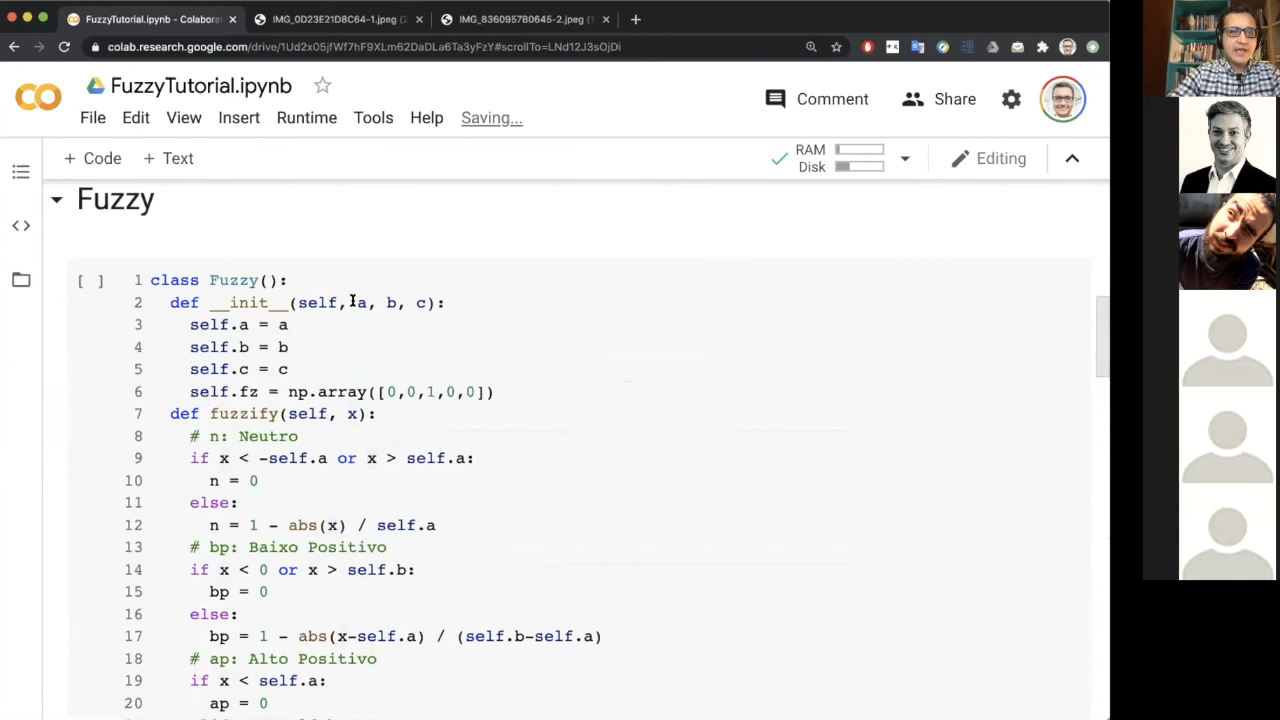 FuzzyTutorial.ipynb - Colabora
IMG_0D23E21D8C64-1.jpeg (2
IMG_8360957B0645-2.jpeg (1
colab.research.google.com/drive/1Ud2x05jfWf7hF9XLm62DaDLa6Ta3yFzY#scrollTo=LNd12J3sOjDi
FuzzyTutorial.ipynb
Comment
Share
File Edit View Insert Runtime Tools Help Saving...
+ Code + Text
RAM
Disk
Editing
Fuzzy
[ ]
1 class Fuzzy():
2 def __init__(self, a, b, c):
3 self.a = a
4 self.b = b
5 self.c = c
6 self.fz = np.array([0,0,1,0,0])
7 def fuzzify(self, x):
8 # n: Neutro
9 if x < -self.a or x > self.a:
10 n = 0
11 else:
12 n = 1 - abs(x) / self.a
13 # bp: Baixo Positivo
14 if x < 0 or x > self.b:
15 bp = 0
16 else:
17 bp = 1 - abs(x-self.a) / (self.b-self.a)
18 # ap: Alto Positivo
19 if x < self.a:
20 ap = 0